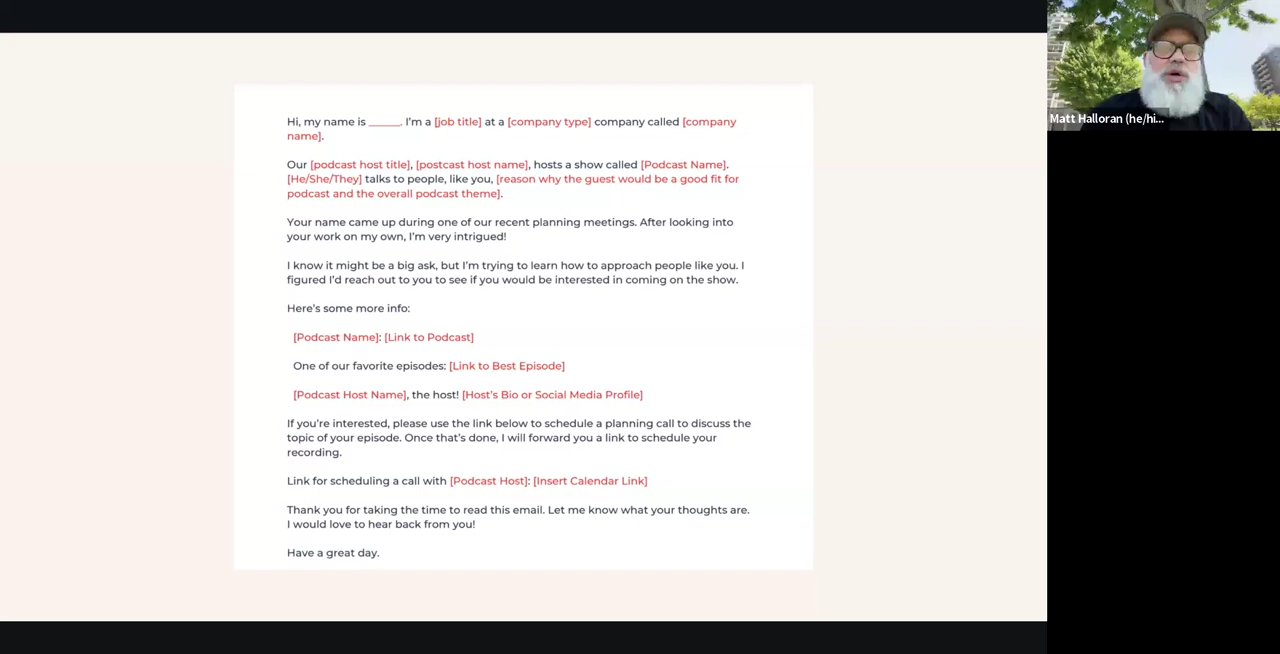 Hi, my name is ______. I'm a [job title] at a [company type] company called [company
name].
Our [podcast host title], [postcast host name], hosts a show called [Podcast Name].
[He/She/They] talks to people, like you, [reason why the guest would be a good fit for
podcast and the overall podcast theme].
Your name came up during one of our recent planning meetings. After looking into
your work on my own, I'm very intrigued!
I know it might be a big ask, but I'm trying to learn how to approach people like you. I
figured I'd reach out to you to see if you would be interested in coming on the show.
Here's some more info:
[Podcast Name]: [Link to Podcast]
One of our favorite episodes: [Link to Best Episode]
[Podcast Host Name], the host! [Host's Bio or Social Media Profile]
If you're interested, please use the link below to schedule a planning call to discuss the
topic of your episode. Once that's done, I will forward you a link to schedule your
recording.
Link for scheduling a call with [Podcast Host]: [Insert Calendar Link]
Thank you for taking the time to read this email. Let me know what your thoughts are.
I would love to hear back from you!
Have a great day.
Matt Halloran (he/hi...